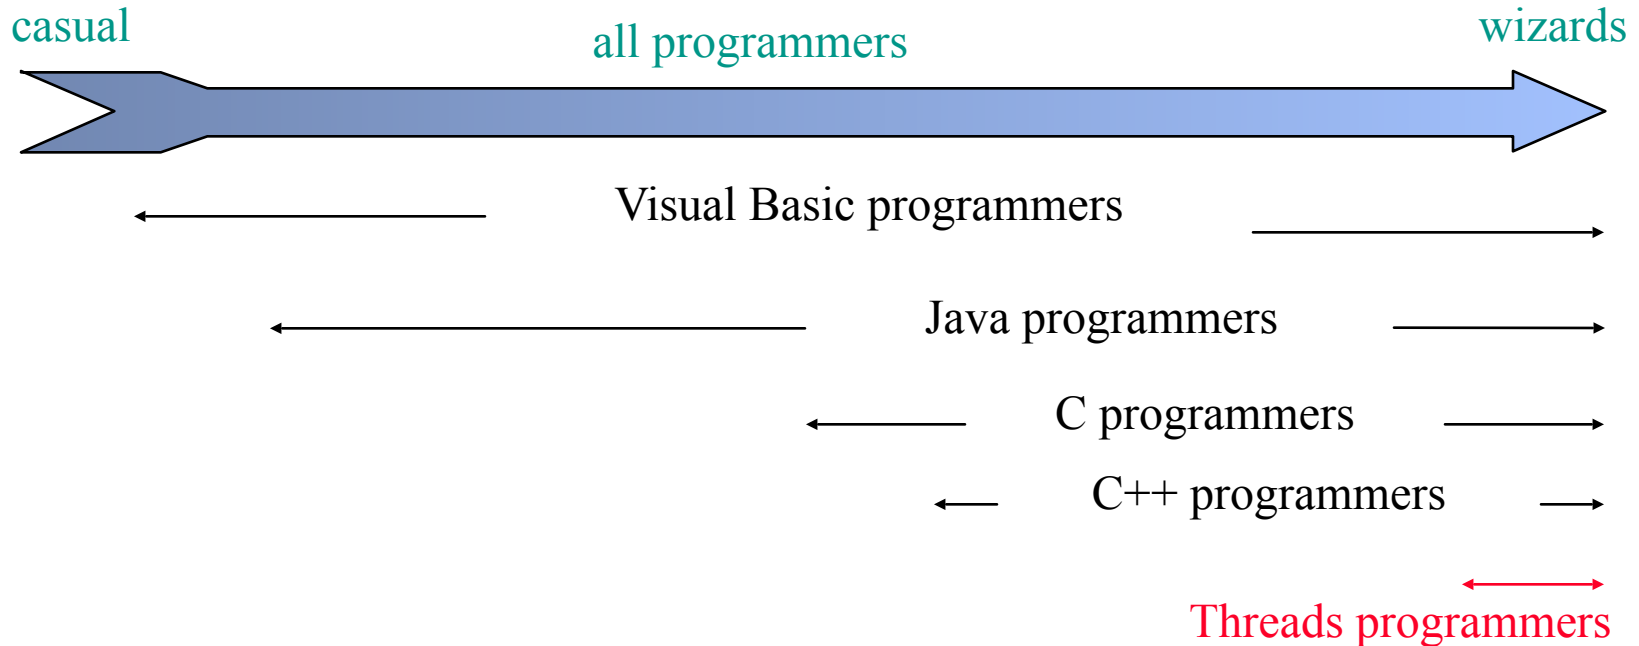 casual
all programmers
wizards
Visual Basic programmers
Java programmers
C programmers
C++ programmers
Threads programmers